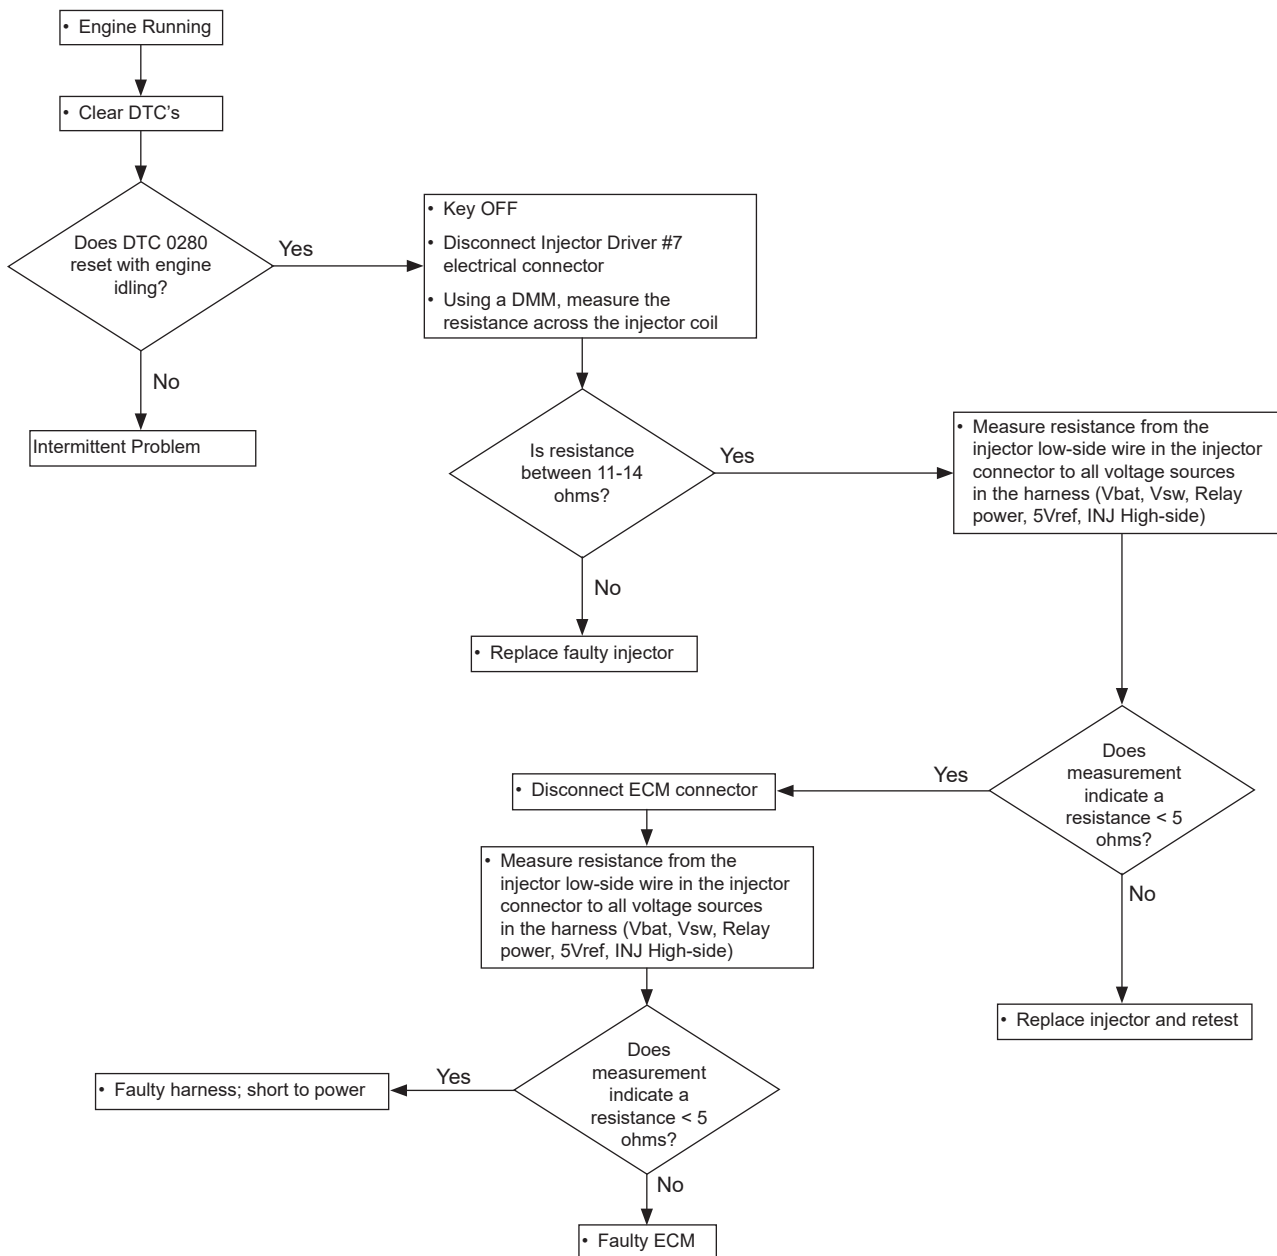 • Engine Running
• Clear DTC's
Does DTC 0280
reset with engine
idling?
Yes
No
Intermittent Problem
• Key OFF
• Disconnect Injector Driver #7
electrical connector
• Using a DMM, measure the
resistance across the injector coil
Is resistance
between 11-14
ohms?
Yes
No
• Replace faulty injector
• Measure resistance from the
injector low-side wire in the injector
connector to all voltage sources
in the harness (Vbat, Vsw, Relay
power, 5Vref, INJ High-side)
Does
measurement
indicate a
resistance < 5
ohms?
Yes
No
• Replace injector and retest
• Disconnect ECM connector
• Measure resistance from the
injector low-side wire in the injector
connector to all voltage sources
in the harness (Vbat, Vsw, Relay
power, 5Vref, INJ High-side)
Does
measurement
indicate a
resistance < 5
ohms?
Yes
• Faulty harness; short to power
No
• Faulty ECM